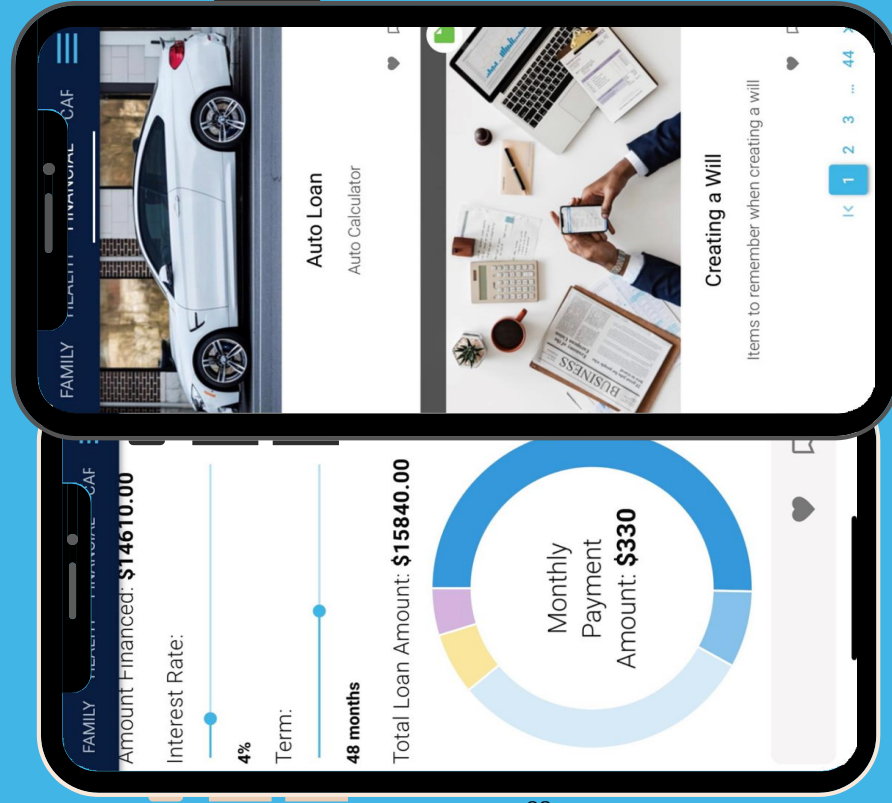 FAMILY
FINANCIAL
CAF
Auto Loan
Auto Calculator
BUSINESS
Creating a Will
Items to remember when creating a will
1 2 3 ... 44
FAMILY
CAF
Amount Financed: $14610.00
Interest Rate:
4%
Term:
48 months
Total Loan Amount: $15840.00
Monthly
Payment
Amount: $330